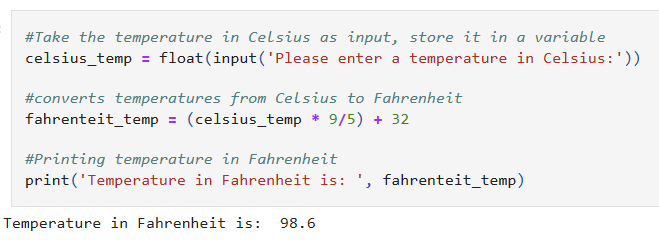 #Take the temperature in Celsius as input, store it in a variable
celsius_temp = float(input('Please enter a temperature in Celsius:'))
#converts temperatures from Celsius to Fahrenheit
fahrenteit_temp = (celsius_temp * 9/5) + 32
#Printing temperature in Fahrenheit
print('Temperature in Fahrenheit is: ', fahrenteit_temp)
Temperature in Fahrenheit is:  98.6